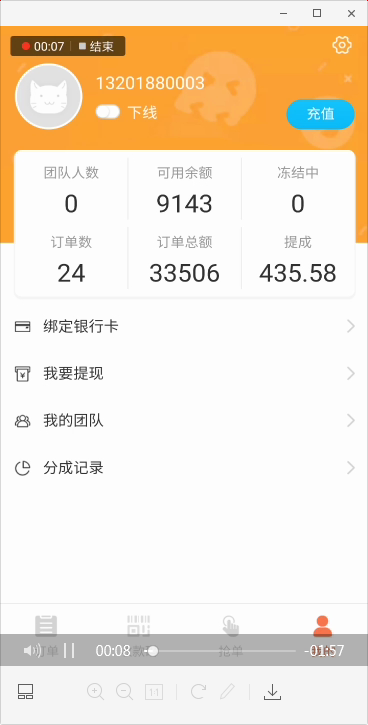 00:07 结束
13201880003
下线
充值
团队人数 可用余额 冻结中
0 9143 0
订单数 订单总额 提成
24 33506 435.58
绑定银行卡
¥ 我要提现
我的团队
分成记录
单 抢单
00:08 -01:57
1:1